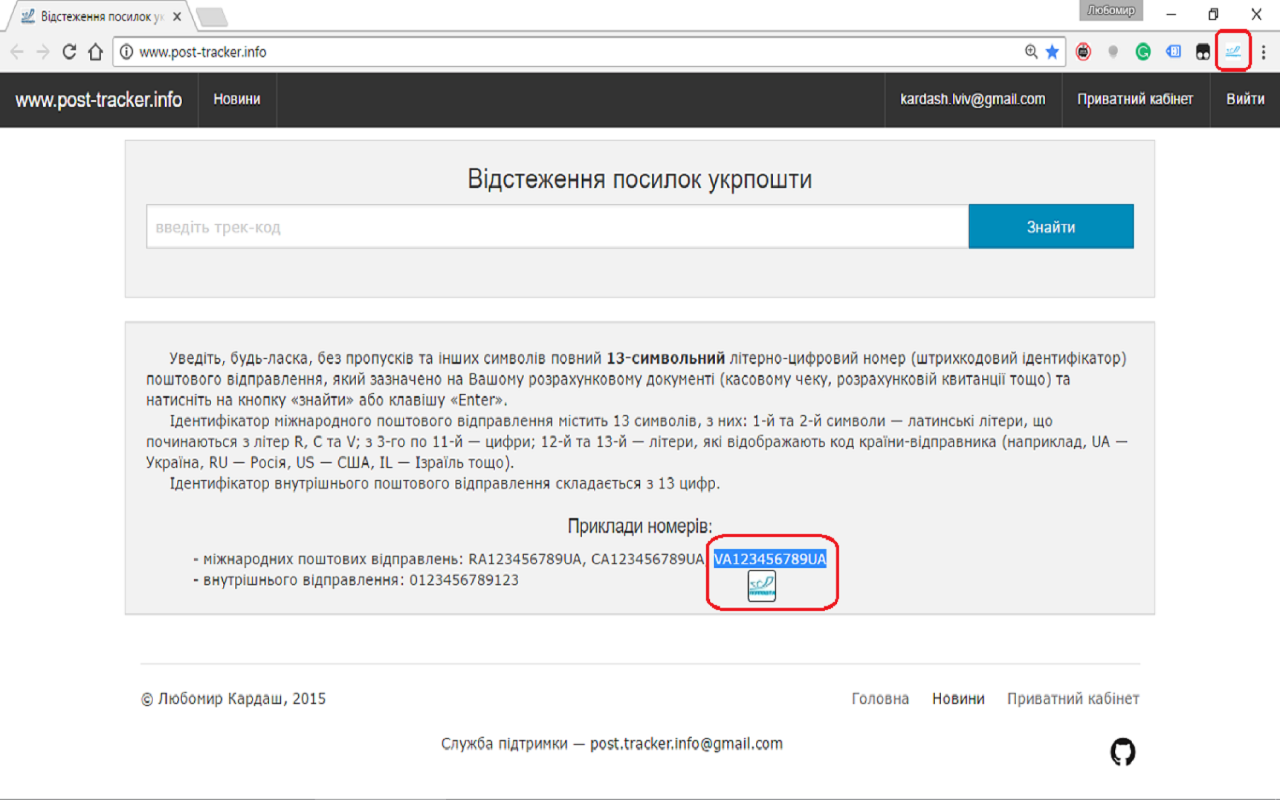 Відстеження посилок ук
Любомир
www.post-tracker.info
www.post-tracker.info
Новини
kardash.lviv@gmail.com
Приватний кабінет
Вийти
Відстеження посилок укрпошти
введіть трек-код
Знайти
Уведіть, будь-ласка, без пропусків та інших символів повний 13-символьний літерно-цифровий номер (штрихкодовий ідентифікатор)
поштового відправлення, який зазначено на Вашому розрахунковому документі (касовому чеку, розрахунковій квитанції тощо) та
натисніть на кнопку «знайти» або клавішу «Enter».
Ідентифікатор міжнародного поштового відправлення містить 13 символів, з них: 1-й та 2-й символи — латинські літери, що
починаються з літер R, C та V; з 3-го по 11-й — цифри; 12-й та 13-й — літери, які відображають код країни-відправника (наприклад, UA —
Україна, RU — Росія, US — США, IL — Ізраїль тощо).
Ідентифікатор внутрішнього поштового відправлення складається з 13 цифр.
Приклади номерів:
- міжнародних поштових відправлень: RA123456789UA, CA123456789UA, VA123456789UA
- внутрішнього відправлення: 0123456789123
© Любомир Кардаш, 2015
Головна
Новини
Приватний кабінет
Служба підтримки — post.tracker.info@gmail.com